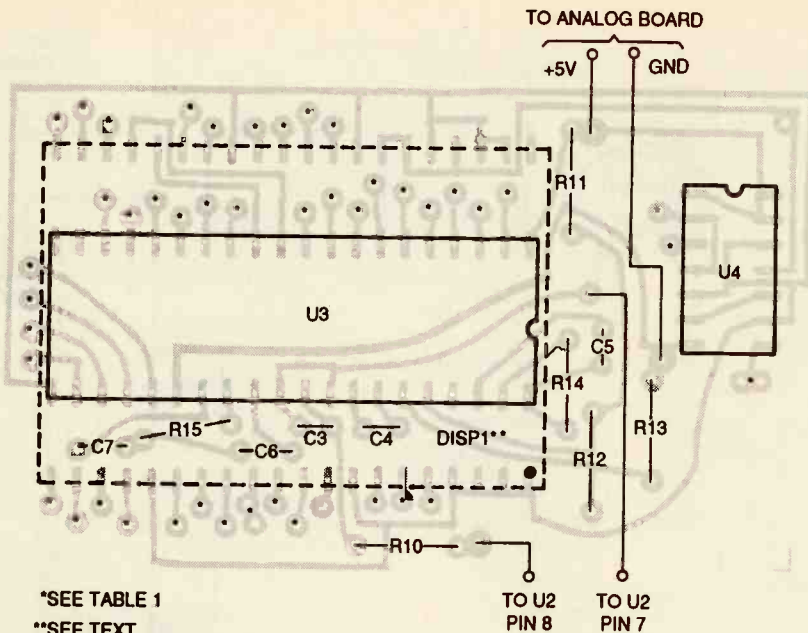 TO ANALOG BOARD
+5V
GND
R11
U4
U3
C5
R14
R13
R15
C3
C4
DISP1**
C7
C6
R12
R10
*SEE TABLE 1
**SEE TEXT
TO U2
PIN 8
TO U2
PIN 7